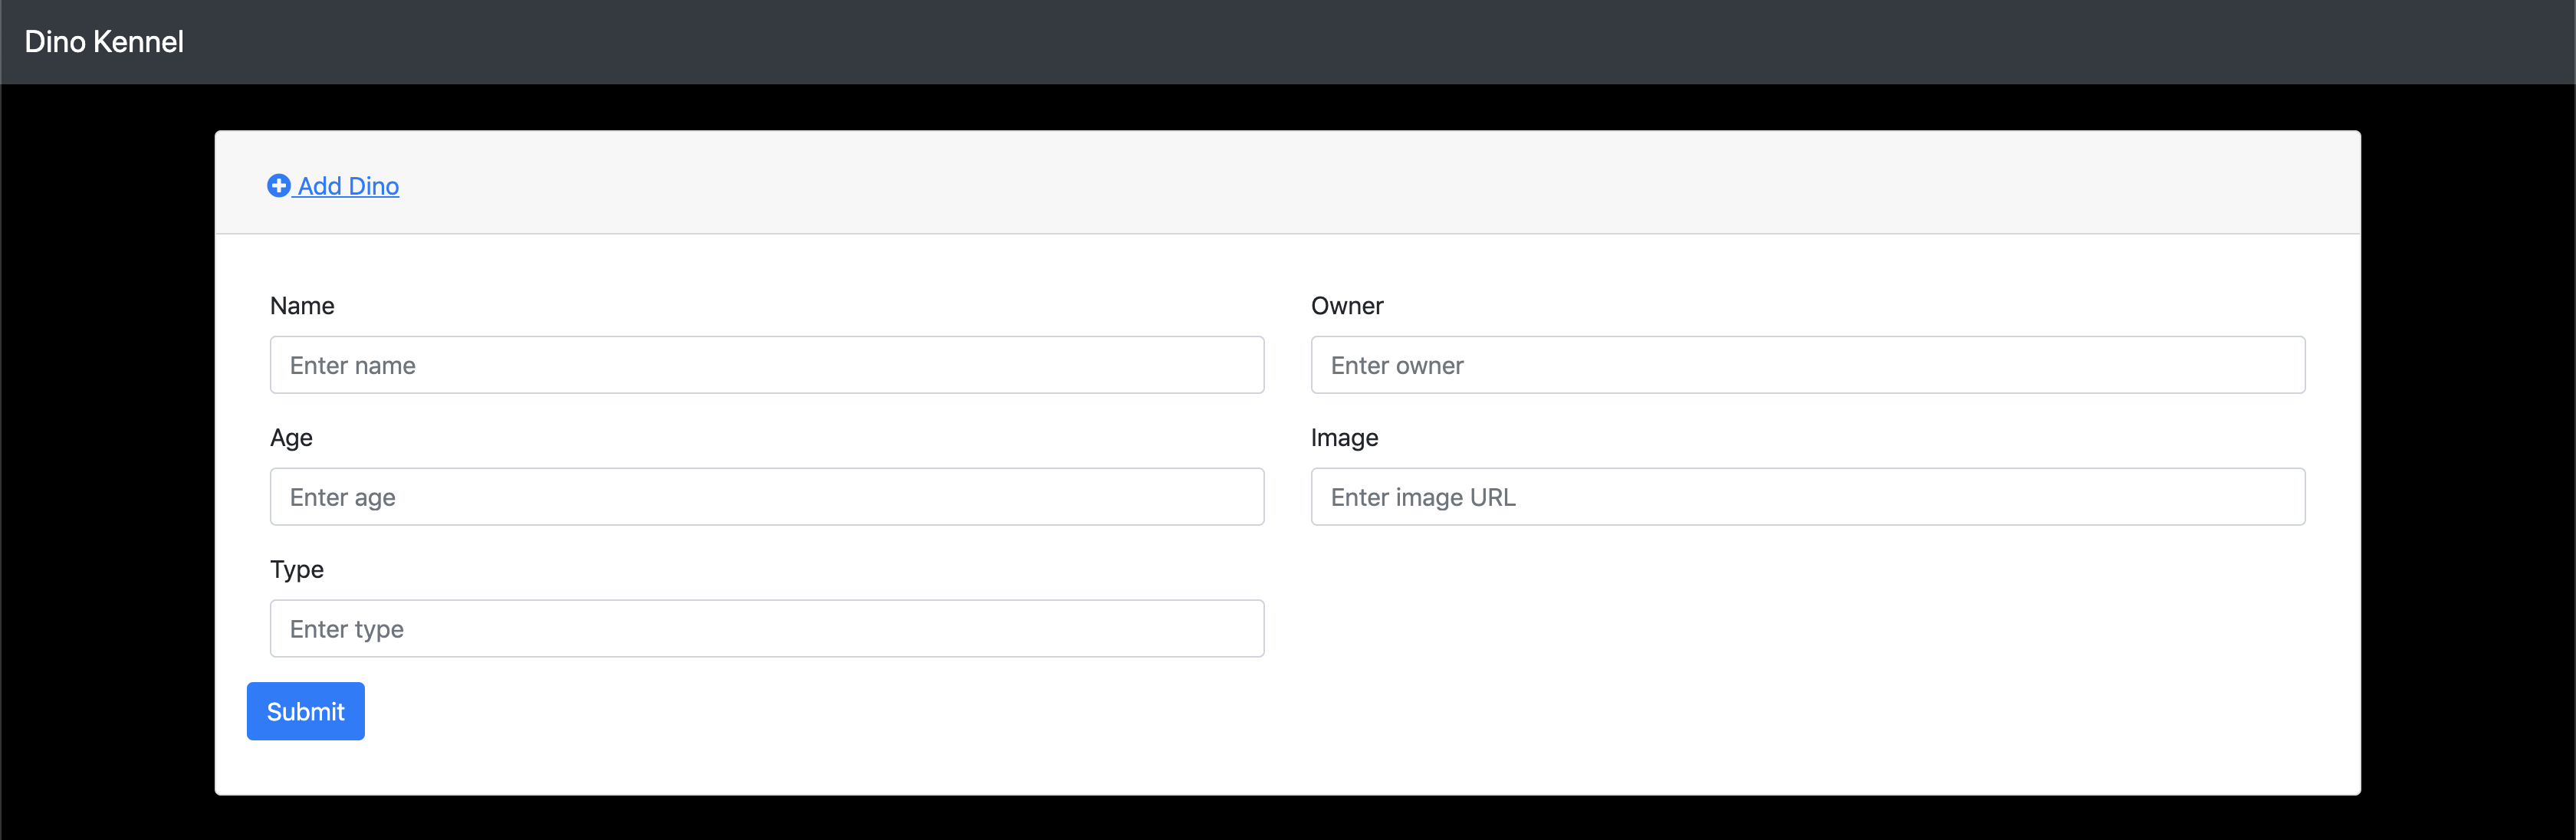 Dino Kennel
Add Dino
Name
Enter name
Owner
Enter owner
Age
Enter age
Image
Enter image URL
Type
Enter type
Submit